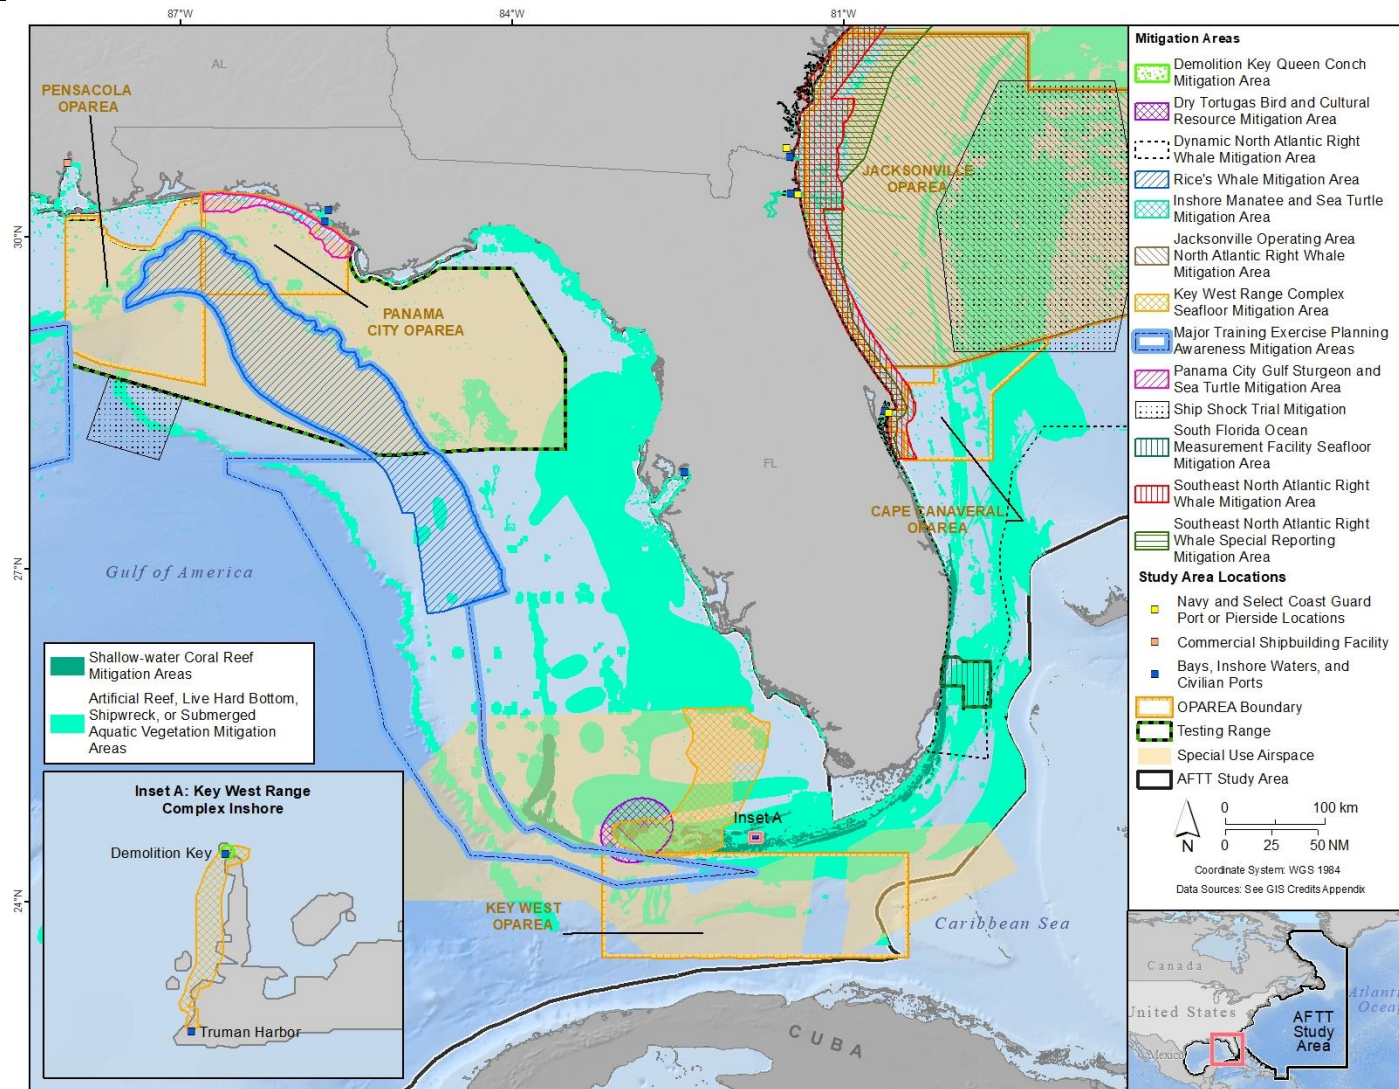 87°W
84°W
81°W
AL
PENSACOLA
OPAREA
JACKSONVILLE
OPAREA
30°N
PANAMA
CITY OPAREA
FL
CAPE CANAVERAL
OPAREA
27°N
Gulf of America
Shallow-water Coral Reef
Mitigation Areas
Artificial Reef, Live Hard Bottom,
Shipwreck, or Submerged
Aquatic Vegetation Mitigation
Areas
Inset A: Key West Range
Complex Inshore
Demolition Key
Truman Harbor
Inset A
24°N
KEY WEST
OPAREA
Caribbean Sea
CUBA
Mitigation Areas
Demolition Key Queen Conch
Mitigation Area
Dry Tortugas Bird and Cultural
Resource Mitigation Area
Dynamic North Atlantic Right
Whale Mitigation Area
Rice's Whale Mitigation Area
Inshore Manatee and Sea Turtle
Mitigation Area
Jacksonville Operating Area
North Atlantic Right Whale
Mitigation Area
Key West Range Complex
Seafloor Mitigation Area
Major Training Exercise Planning
Awareness Mitigation Areas
Panama City Gulf Sturgeon and
Sea Turtle Mitigation Area
Ship Shock Trial Mitigation
South Florida Ocean
Measurement Facility Seafloor
Mitigation Area
Southeast North Atlantic Right
Whale Mitigation Area
Southeast North Atlantic Right
Whale Special Reporting
Mitigation Area
Study Area Locations
Navy and Select Coast Guard
Port or Pierside Locations
Commercial Shipbuilding Facility
Bays, Inshore Waters, and
Civilian Ports
OPAREA Boundary
Testing Range
Special Use Airspace
AFTT Study Area
N
0 100 km
0 25 50 NM
Coordinate System: WGS 1984
Data Sources: See GIS Credits Appendix
Canada
United States
Mexico
AFTT
Study
Area
Atlantic
Ocean